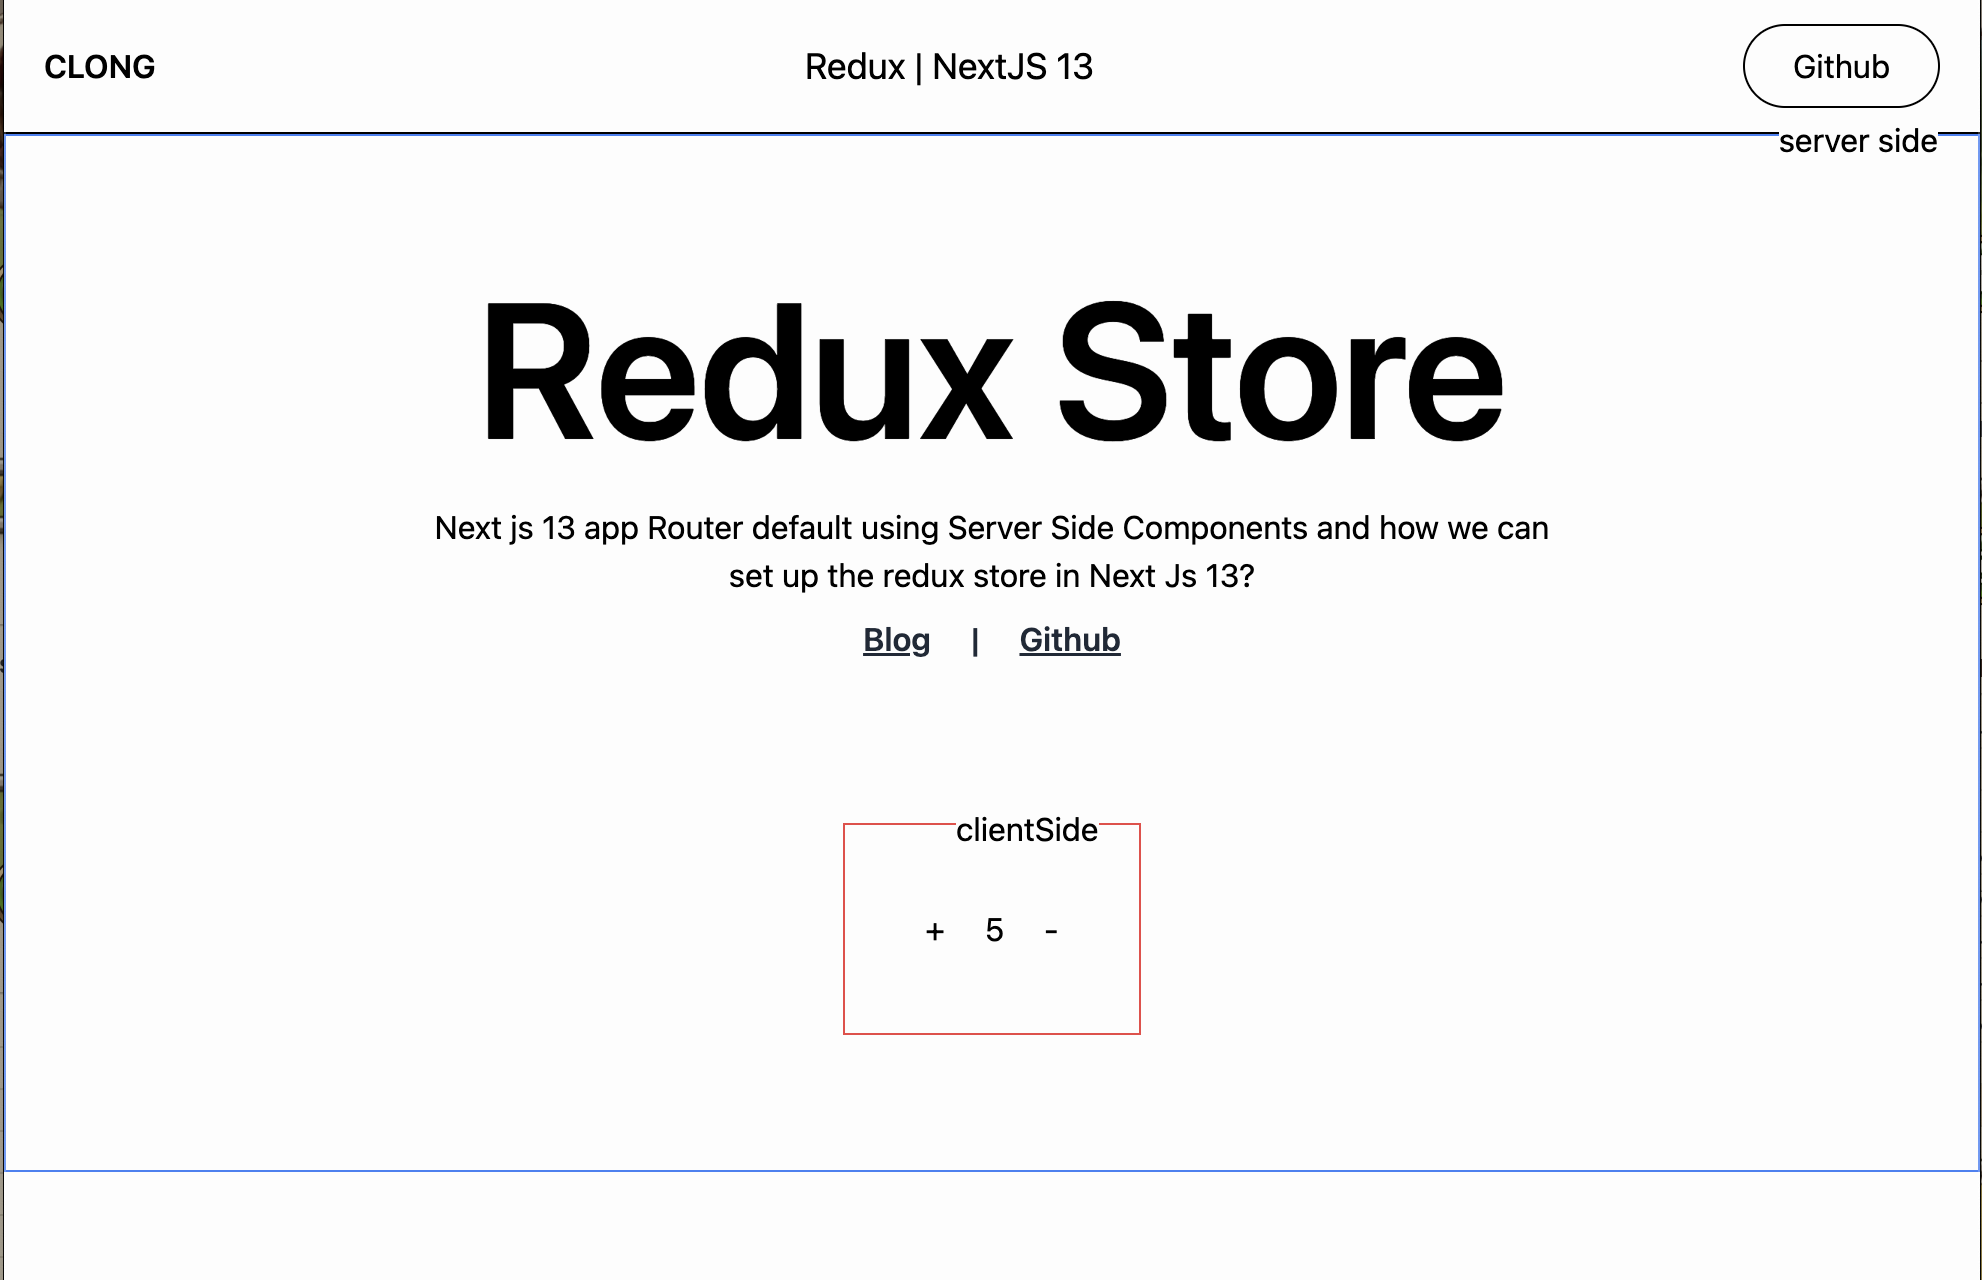 CLONG
Redux | NextJS 13
Github
server side
Redux Store
Next js 13 app Router default using Server Side Components and how we can
set up the redux store in Next Js 13?
Blog | Github
clientSide
+ 5 -